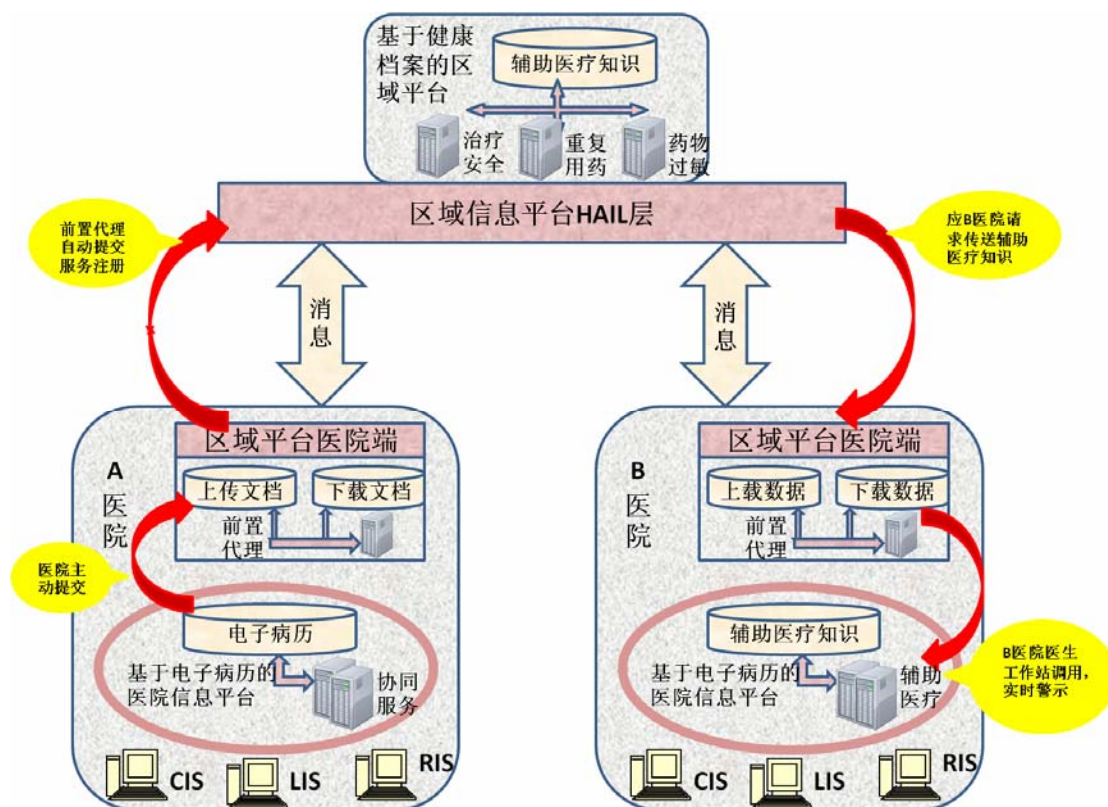 基于健康
档案的区
域平台
辅助医疗知识
治疗
安全
重复
用药
药物
过敏
区域信息平台HAIL层
前置代理
自动提交
服务注册
应B医院请
求传送辅助
医疗知识
消
息
消
息
区域平台医院端
A
医
院
上传文档
下载文档
前置
代理
医院主
动提交
电子病历
基于电子病历的
医院信息平台
协同
服务
CIS
LIS
RIS
区域平台医院端
B
医
院
上载数据
下载数据
前置
代理
辅助医疗知识
基于电子病历的
医院信息平台
辅助
医疗
B医院医生
工作站调用,
实时警示
CIS
LIS
RIS